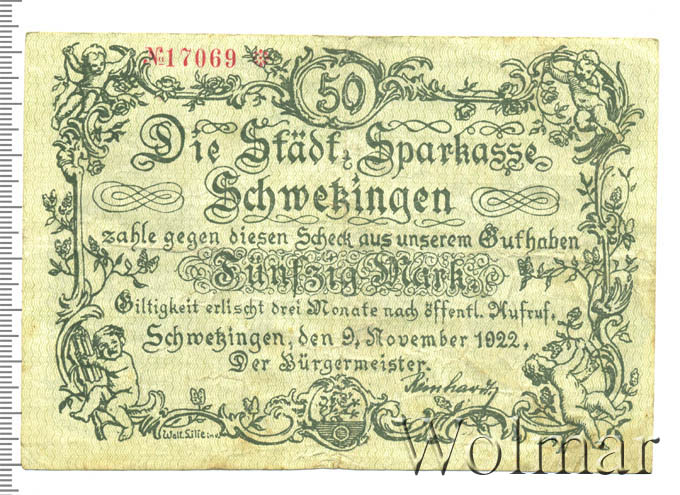 №17069 *
50
Die Städt. Sparkasse
Schwetzingen
zahle gegen diesen Scheck aus unserem Guthaben
Fünfzig Mark.
Giltigkeit erlischt drei Monate nach öffentl. Aufruf.
Schwetzingen, den 9. November 1922.
Der Bürgermeister.
Reinhardt
Wolmar